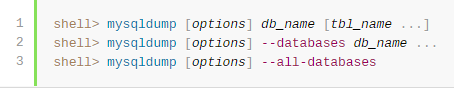 1 shell> mysqldump [options] db_name [tbl_name ...]
2 shell> mysqldump [options] --databases db_name ...
3 shell> mysqldump [options] --all-databases